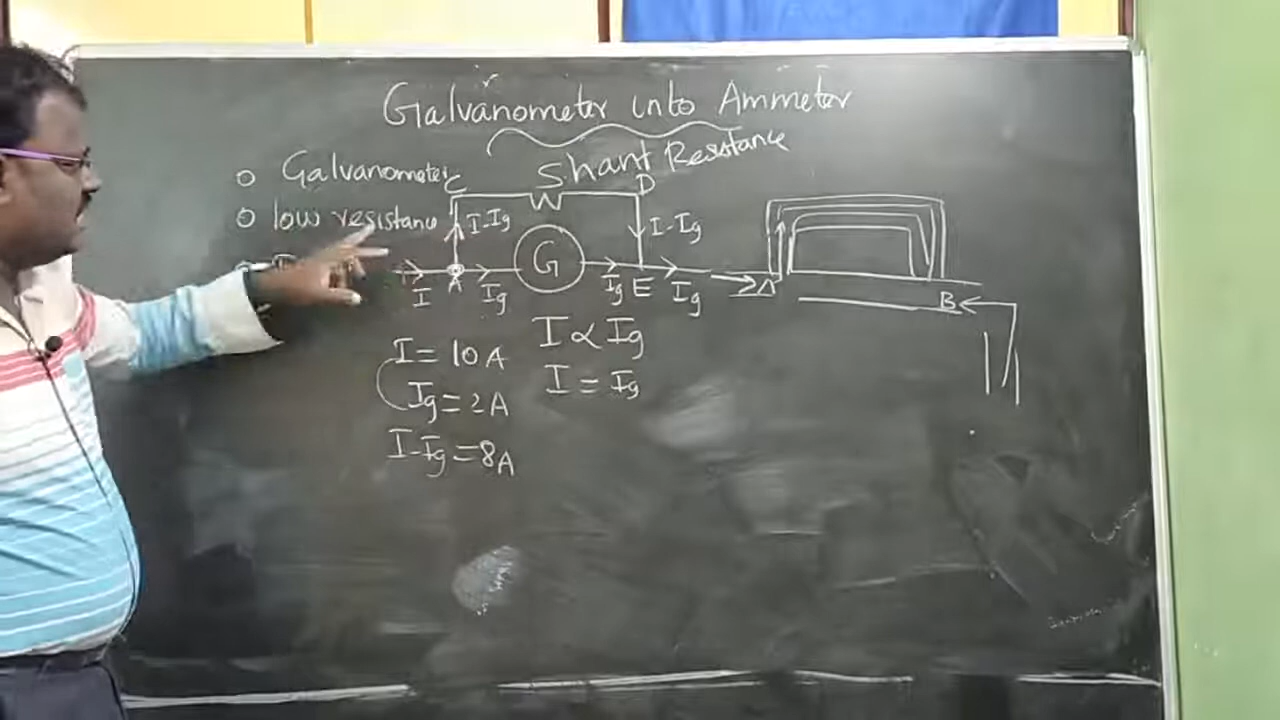 Galvanometer into Ammeter
Shant Resistance
O Galvanometer
O low resistance
C D
I-Ig I-Ig
G
I A Ig Ig E Ig A B
I ∝ Ig
I = Ig
I = 10 A
Ig = 2A
I-Ig = 8A